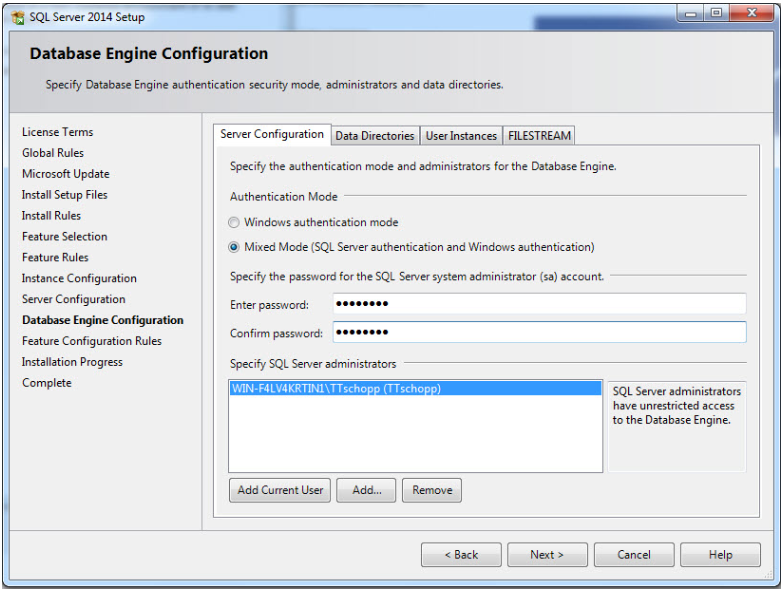 SQL Server 2014 Setup
Database Engine Configuration
Specify Database Engine authentication security mode, administrators and data directories.
License Terms
Global Rules
Microsoft Update
Install Setup Files
Install Rules
Feature Selection
Feature Rules
Instance Configuration
Server Configuration
Database Engine Configuration
Feature Configuration Rules
Installation Progress
Complete
Server Configuration Data Directories User Instances FILESTREAM
Specify the authentication mode and administrators for the Database Engine.
Authentication Mode
Windows authentication mode
Mixed Mode (SQL Server authentication and Windows authentication)
Specify the password for the SQL Server system administrator (sa) account.
Enter password: ●●●●●●●●
Confirm password: ●●●●●●●●
Specify SQL Server administrators
WIN-F4LV4KRTIN1\TTschopp (TTschopp)
SQL Server administrators
have unrestricted access
to the Database Engine.
Add Current User Add... Remove
< Back Next > Cancel Help